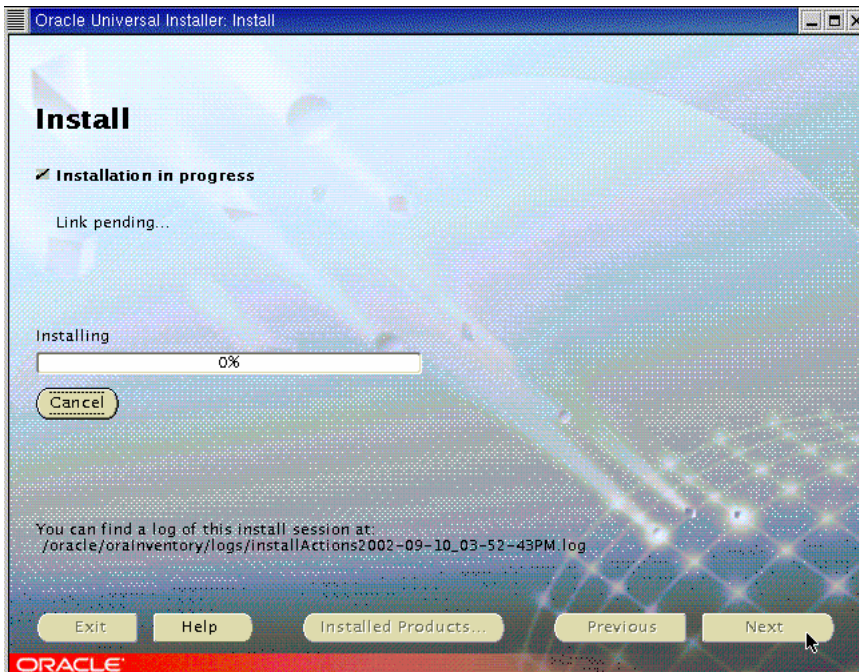 Oracle Universal Installer: Install
Install
Installation in progress
Link pending...
Installing
0%
Cancel
You can find a log of this install session at:
/oracle/oraInventory/logs/installActions2002-09-10_03-52-43PM.log
Exit
Help
Installed Products...
Previous
Next
ORACLE